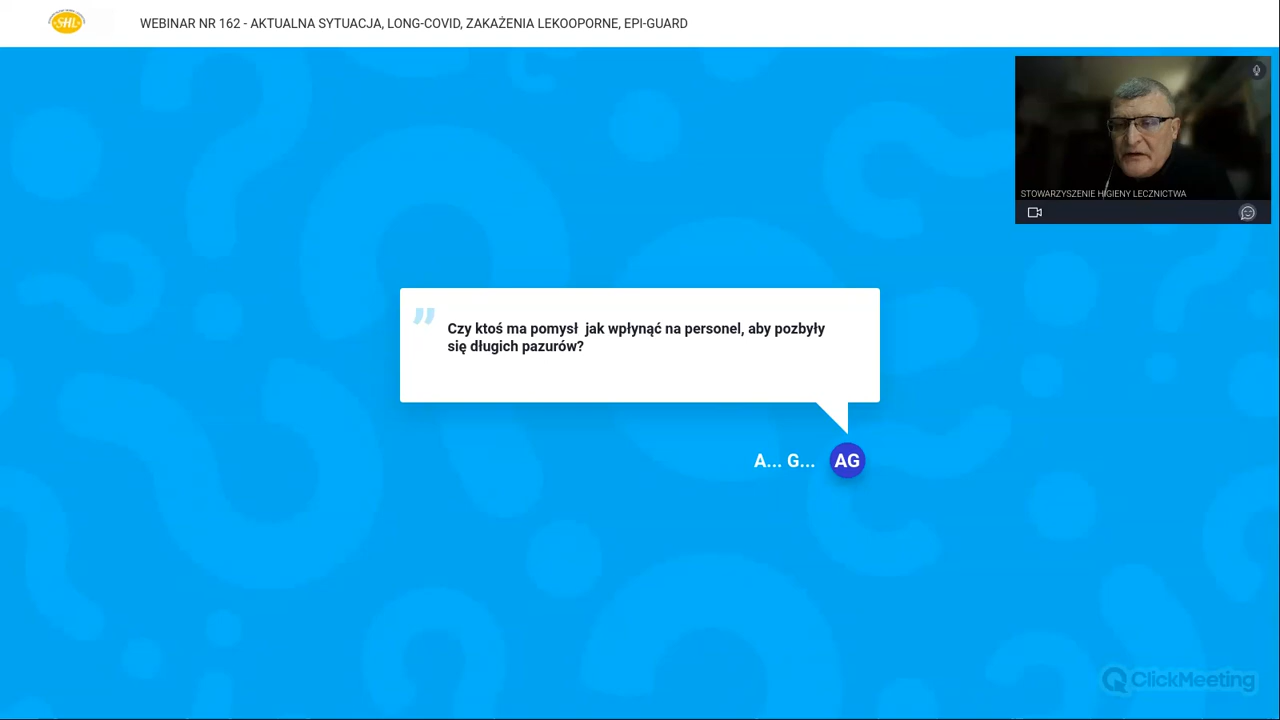 SHL
WEBINAR NR 162 - AKTUALNA SYTUACJA, LONG-COVID, ZAKAŻENIA LEKOOPORNE, EPI-GUARD
STOWARZYSZENIE HIGIENY LECZNICTWA
Czy ktoś ma pomysł  jak wpłynąć na personel, aby pozbyły
się długich pazurów?
A... G... AG
ClickMeeting